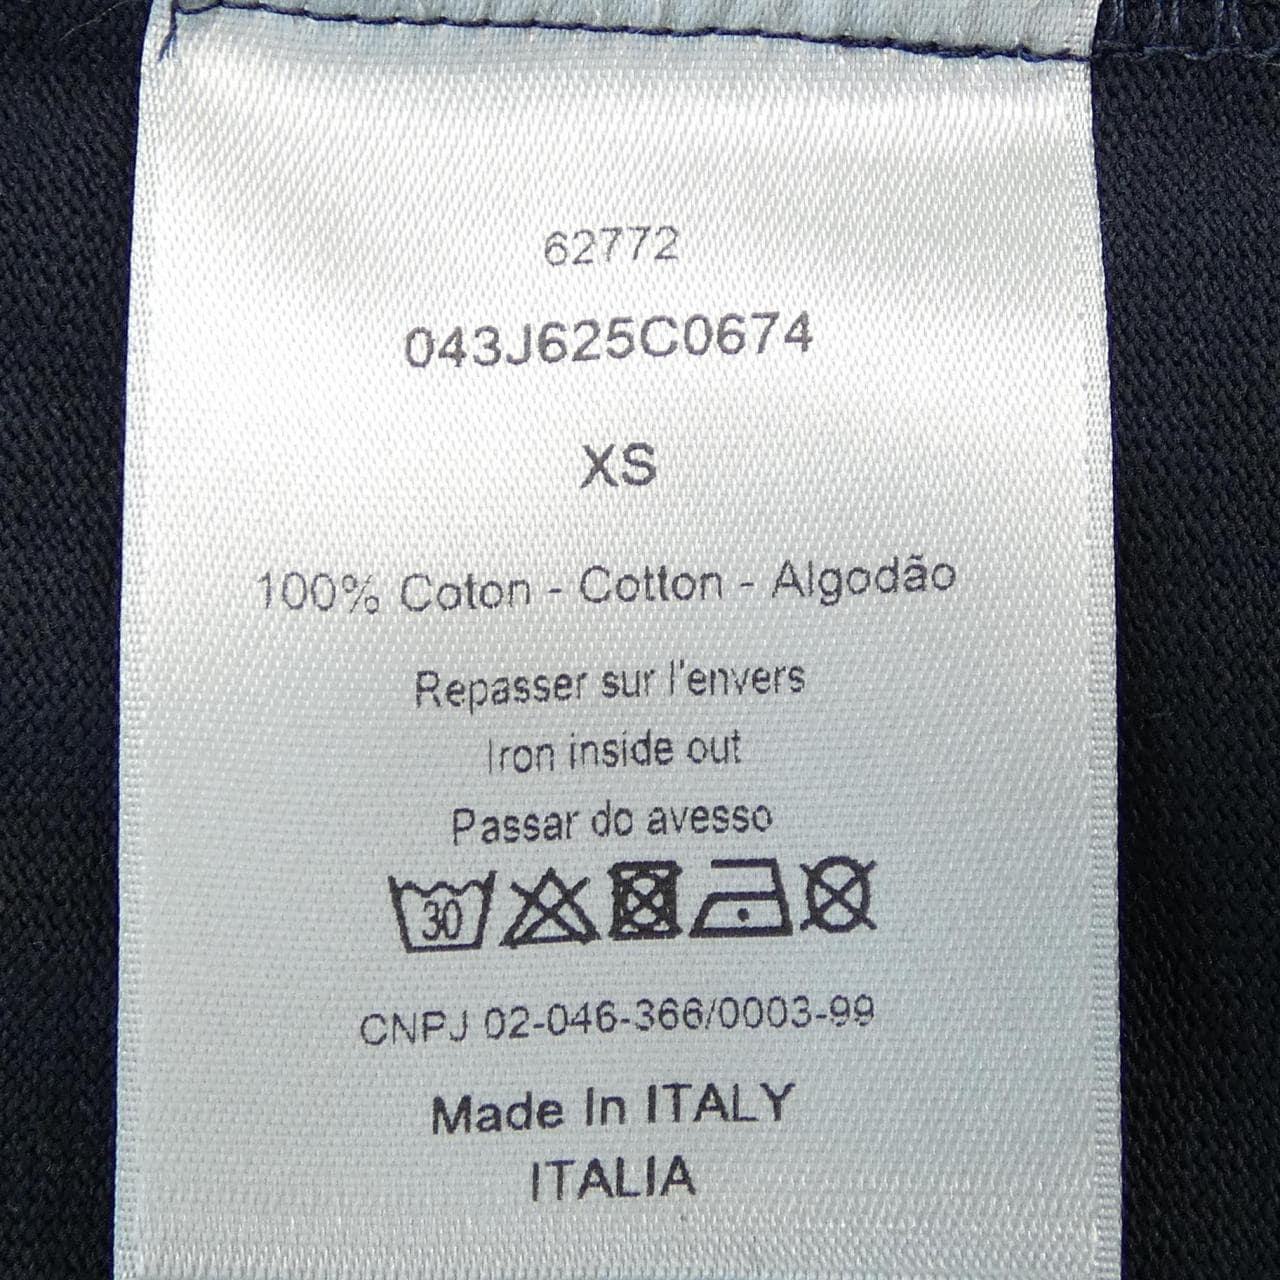 62772
043J625C0674
XS
100% Coton - Cotton - Algodão
Repasser sur l'envers
Iron inside out
Passar do avesso
30
CNPJ 02-046-366/0003-99
Made In ITALY
ITALIA